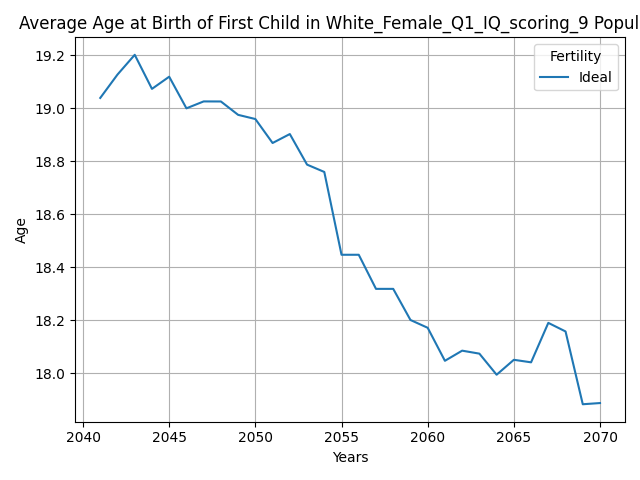 Average Age at Birth of First Child in White_Female_Q1_IQ_scoring_9 Popul
Fertility
Ideal
19.2
19.0
18.8
18.6
18.4
18.2
18.0
Age
2040 2045 2050 2055 2060 2065 2070
Years